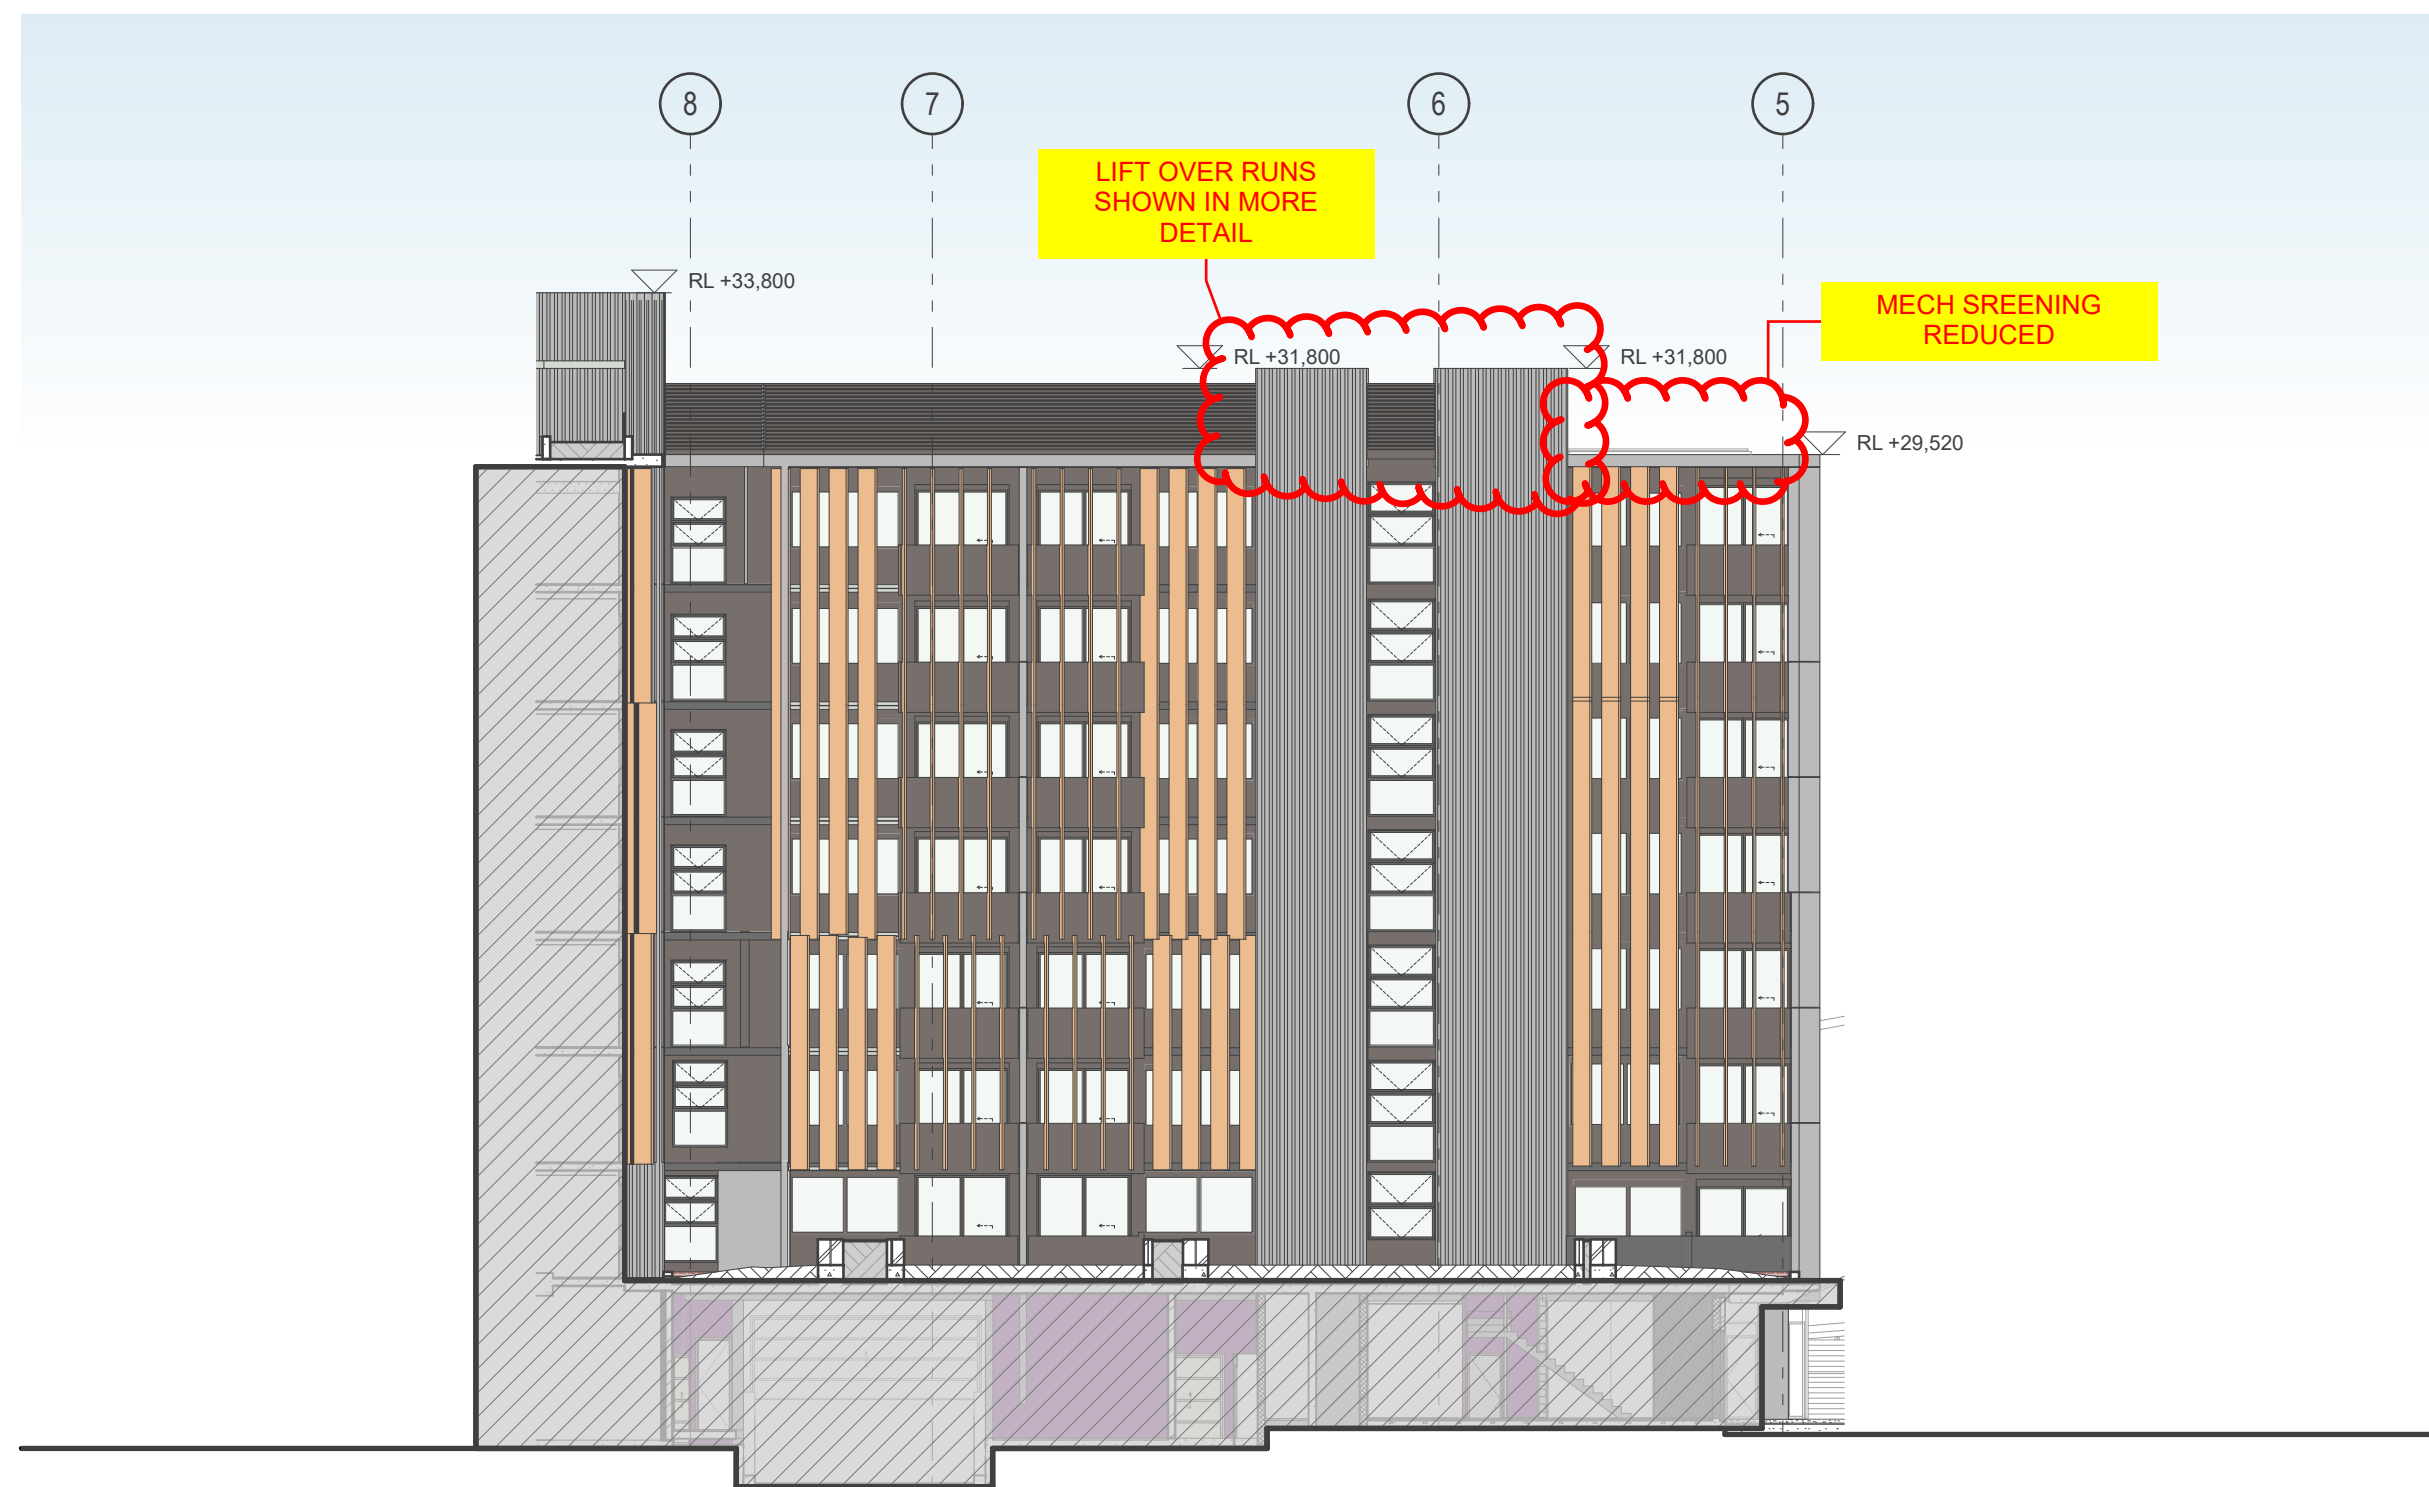 8
7
6
5
LIFT OVER RUNS
SHOWN IN MORE
DETAIL
RL +33,800
MECH SREENING
REDUCED
RL +31,800
RL +31,800
RL +29,520